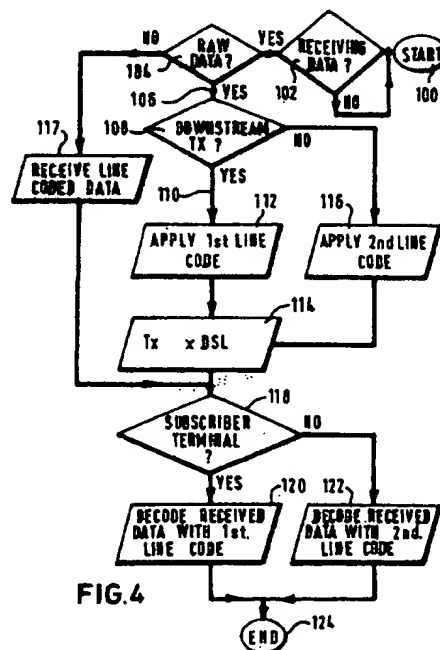 NO
RAW
DATA?
104
YES
RECEIVING
DATA ?
102
NO
START
100
106
YES
108
DOWNSTREAM
TX ?
NO
117
RECEIVE LINE
CODED DATA
110
YES
112
APPLY 1st LINE
CODE
116
APPLY 2nd LINE
CODE
114
Tx x DSL
118
SUBSCRIBER
TERMINAL
?
NO
YES
120
DECODE RECEIVED
DATA WITH 1st.
LINE CODE
122
DECODE RECEIVED
DATA WITH 2nd.
LINE CODE
FIG.4
END
124